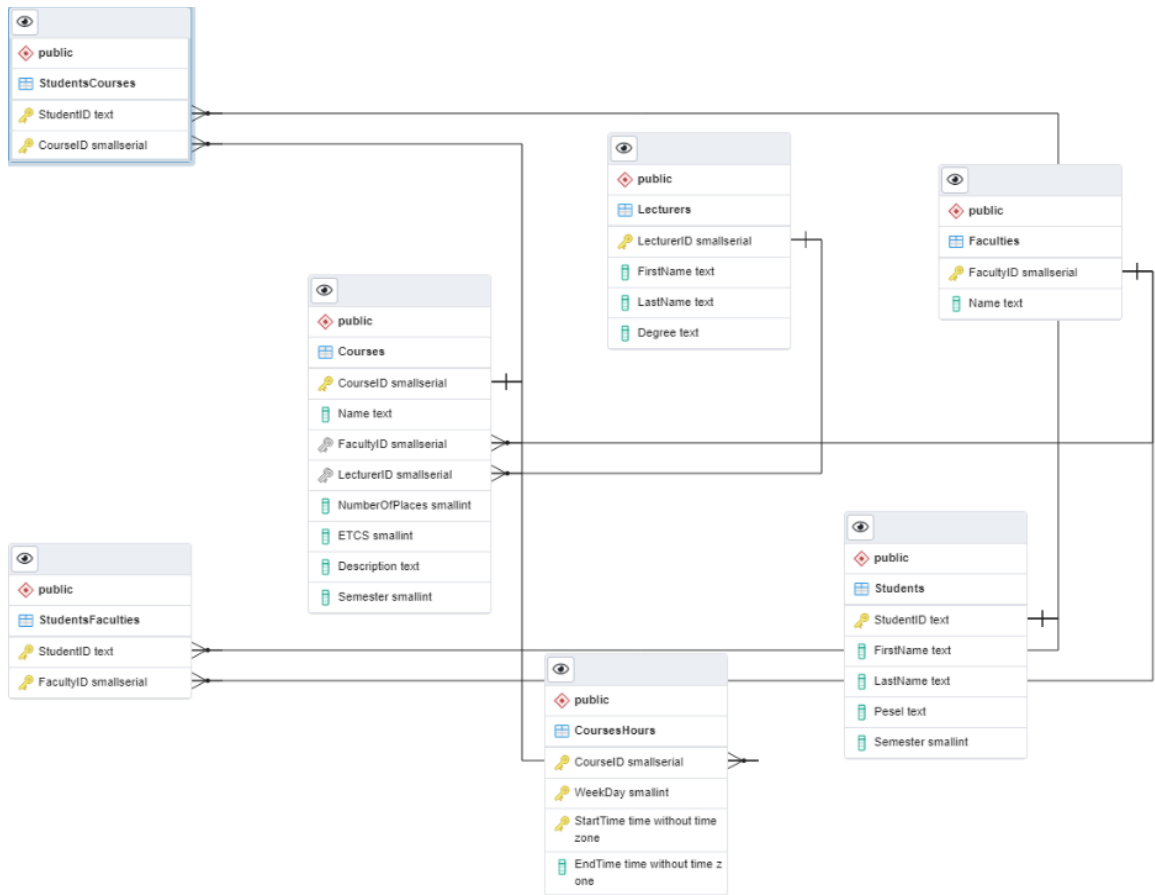 public
StudentsCourses
StudentID text
CourseID smallserial
public
Lecturers
LecturerID smallserial
FirstName text
LastName text
Degree text
public
Faculties
FacultyID smallserial
Name text
public
Courses
CourseID smallserial
Name text
FacultyID smallserial
LecturerID smallserial
NumberOfPlaces smallint
ETCS smallint
Description text
Semester smallint
public
StudentsFaculties
StudentID text
FacultyID smallserial
public
Students
StudentID text
FirstName text
LastName text
Pesel text
Semester smallint
public
CoursesHours
CourseID smallserial
WeekDay smallint
StartTime time without time
zone
EndTime time without time z
one